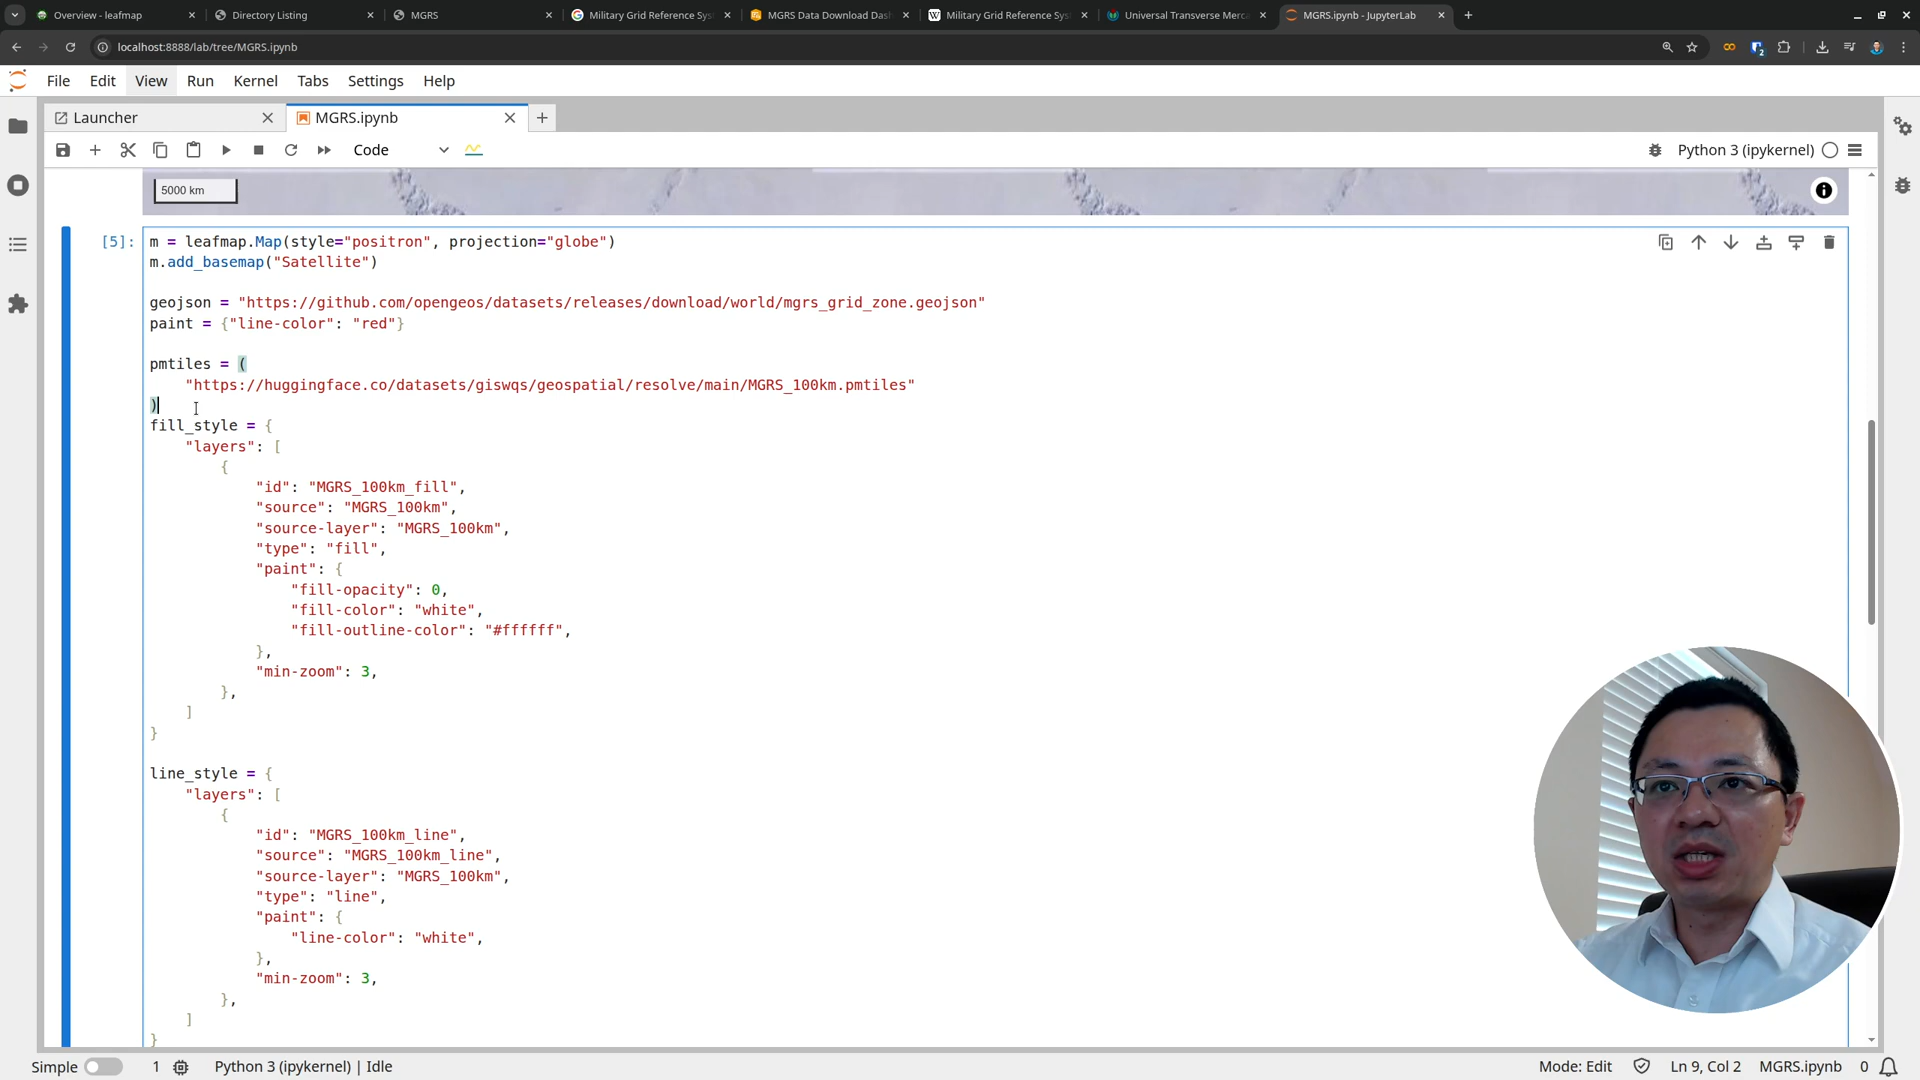 Overview - leafmap
Directory Listing
MGRS
Military Grid Reference Sys
MGRS Data Download Das
Military Grid Reference Sys
Universal Transverse Merca
MGRS.ipynb - JupyterLab
localhost:8888/lab/tree/MGRS.ipynb
2
File Edit View Run Kernel Tabs Settings Help
Launcher
MGRS.ipynb
Code
Python 3 (ipykernel)
5000 km
[5]:
m = leafmap.Map(style="positron", projection="globe")
m.add_basemap("Satellite")
geojson = "https://github.com/opengeos/datasets/releases/download/world/mgrs_grid_zone.geojson"
paint = {"line-color": "red"}
pmtiles = (
"https://huggingface.co/datasets/giswqs/geospatial/resolve/main/MGRS_100km.pmtiles"
)
fill_style = {
"layers": [
{
"id": "MGRS_100km_fill",
"source": "MGRS_100km",
"source-layer": "MGRS_100km",
"type": "fill",
"paint": {
"fill-opacity": 0,
"fill-color": "white",
"fill-outline-color": "#ffffff",
},
"min-zoom": 3,
},
]
}
line_style = {
"layers": [
{
"id": "MGRS_100km_line",
"source": "MGRS_100km_line",
"source-layer": "MGRS_100km",
"type": "line",
"paint": {
"line-color": "white",
},
"min-zoom": 3,
},
]
}
Simple 1 Python 3 (ipykernel) | Idle Mode: Edit Ln 9, Col 2 MGRS.ipynb 0